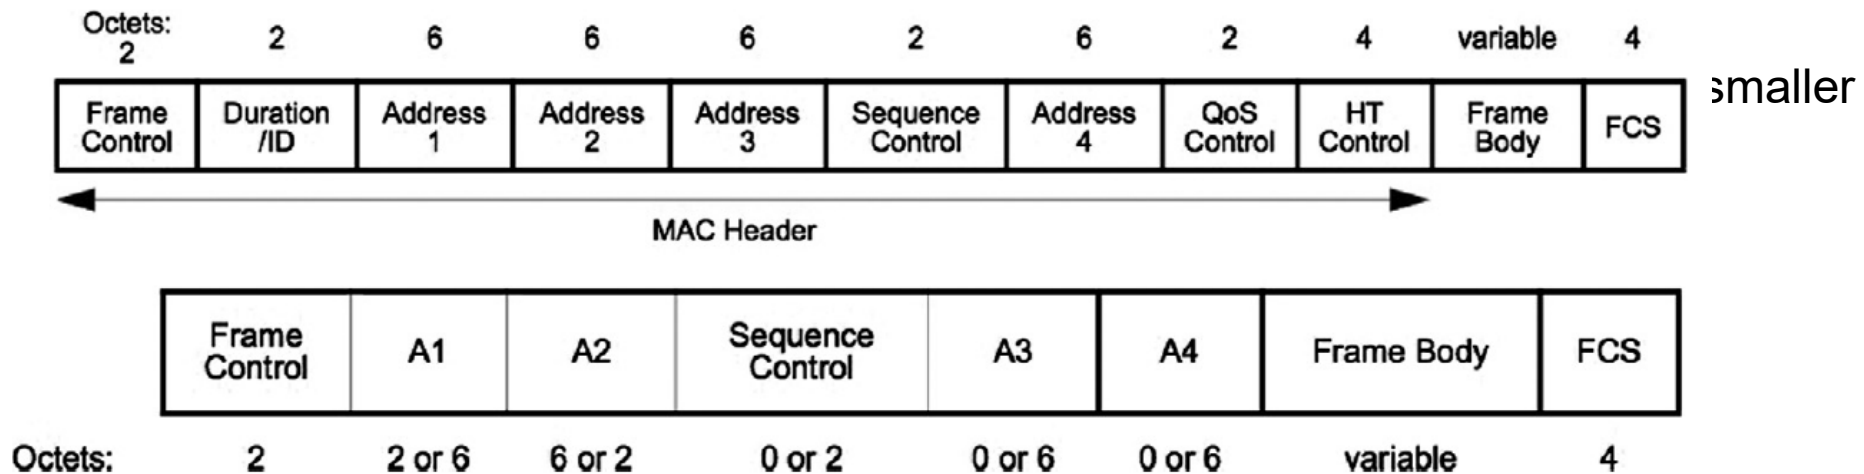 Octets:
2 2 6 6 6 2 6 2 4 variable 4
Frame Control Duration /ID Address 1 Address 2 Address 3 Sequence Control Address 4 QoS Control HT Control Frame Body FCS
smaller
MAC Header
Frame Control A1 A2 Sequence Control A3 A4 Frame Body FCS
Octets: 2 2 or 6 6 or 2 0 or 2 0 or 6 0 or 6 variable 4